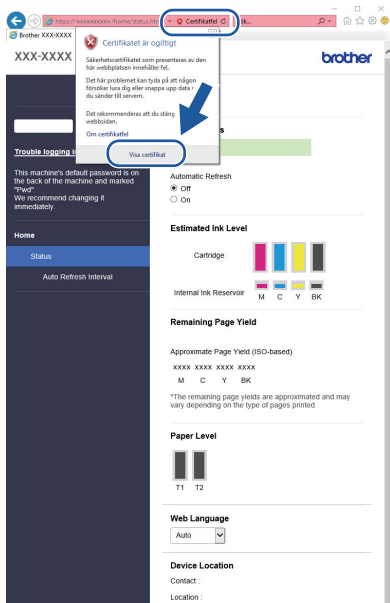 https://xxxxxxxxxx/home/status.html
Certifikatfel
Sök...
Brother XXX-XXXX
XXX-XXXX
brother
Certifikatet är ogiltigt
Säkerhetscertifikatet som presenteras av den
här webbplatsen innehåller fel.
Det här problemet kan tyda på att någon
försöker lura dig eller snappa upp data
du sänder till servern.
Det rekommenderas att du stäng
webbsidan.
Om certifikatfel
Visa certifikat
Trouble logging
This machine's default password is on
the back of the machine and marked
"Pwd".
We recommend changing it
immediately.
Home
Status
Auto Refresh Interval
Automatic Refresh
Off
On
Estimated Ink Level
Cartridge
Internal Ink Reservoir
M C Y BK
Remaining Page Yield
Approximate Page Yield (ISO-based)
xxxx xxxx xxxx xxxx
M C Y BK
*The remaining page yields are approximated and may
vary depending on the type of pages printed.
Paper Level
T1 T2
Web Language
Auto
Device Location
Contact :
Location :